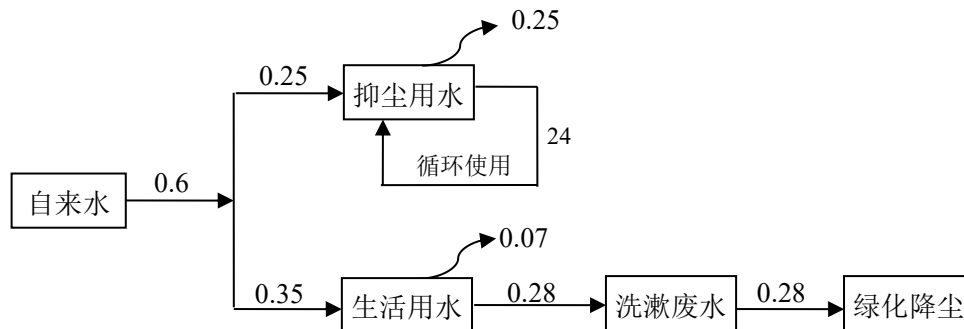 0.25
0.25
抑尘用水
24
循环使用
自来水
0.6
0.07
0.35
生活用水
0.28
洗漱废水
0.28
绿化降尘